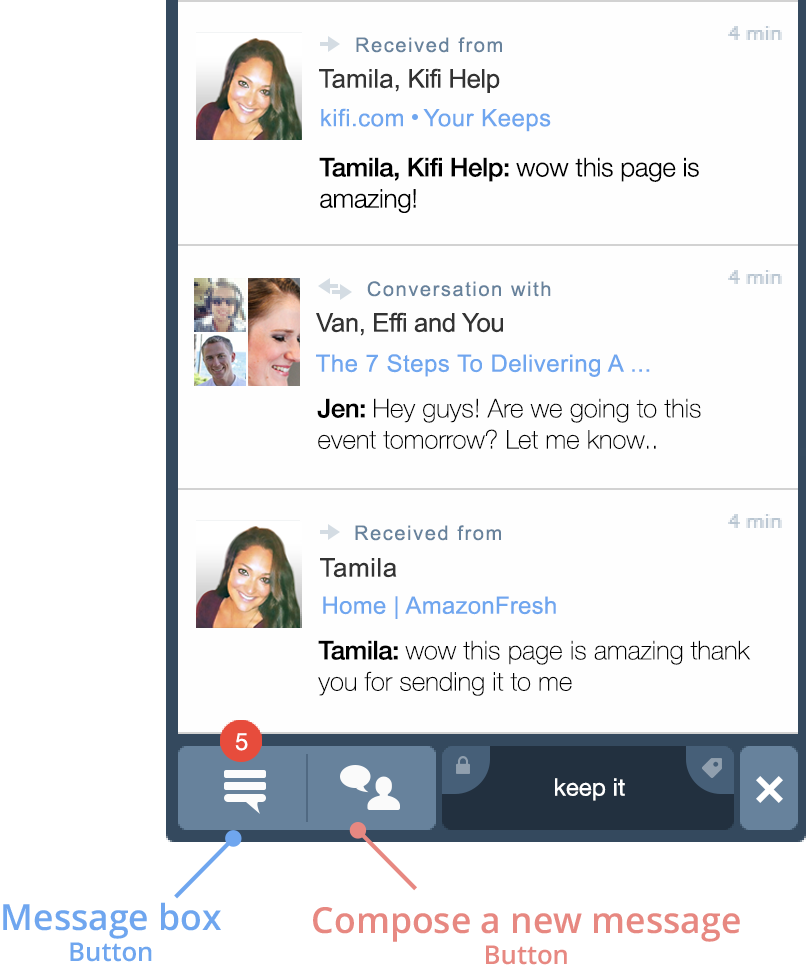 Received from
4 min
Tamila, Kifi Help
kifi.com • Your Keeps
Tamila, Kifi Help: wow this page is
amazing!
Conversation with
4 min
Van, Effi and You
The 7 Steps To Delivering A ...
Jen: Hey guys! Are we going to this
event tomorrow? Let me know..
Received from
4 min
Tamila
Home | AmazonFresh
Tamila: wow this page is amazing thank
you for sending it to me
5
keep it
Message box
Button
Compose a new message
Button